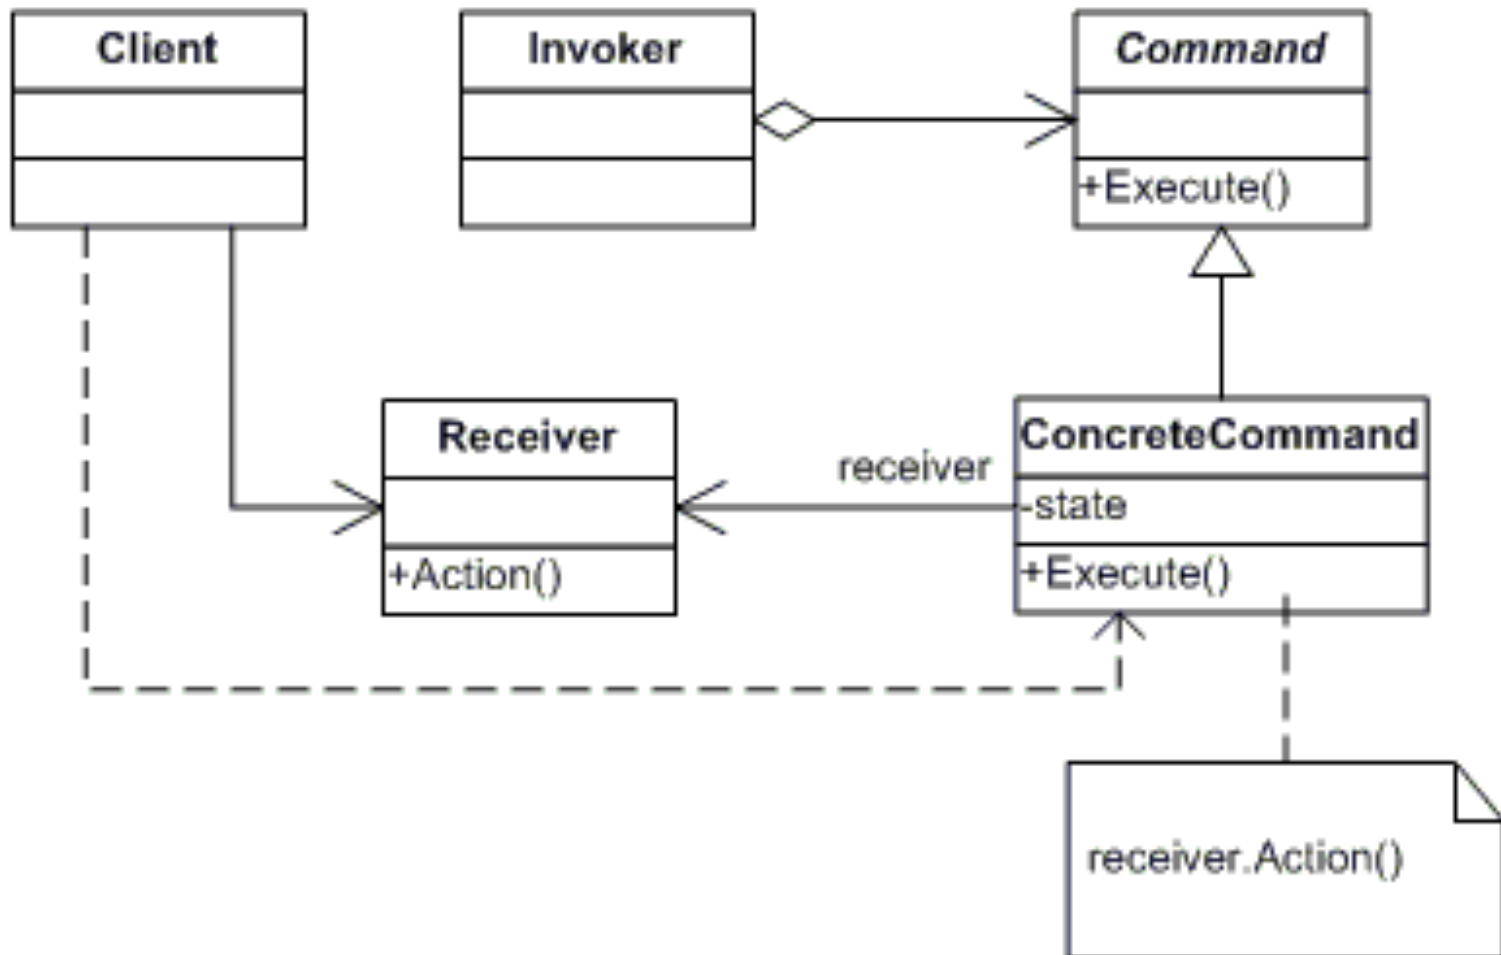 Client
Invoker
Command
+Execute()
Receiver
+Action()
receiver
ConcreteCommand
-state
+Execute()
receiver.Action()